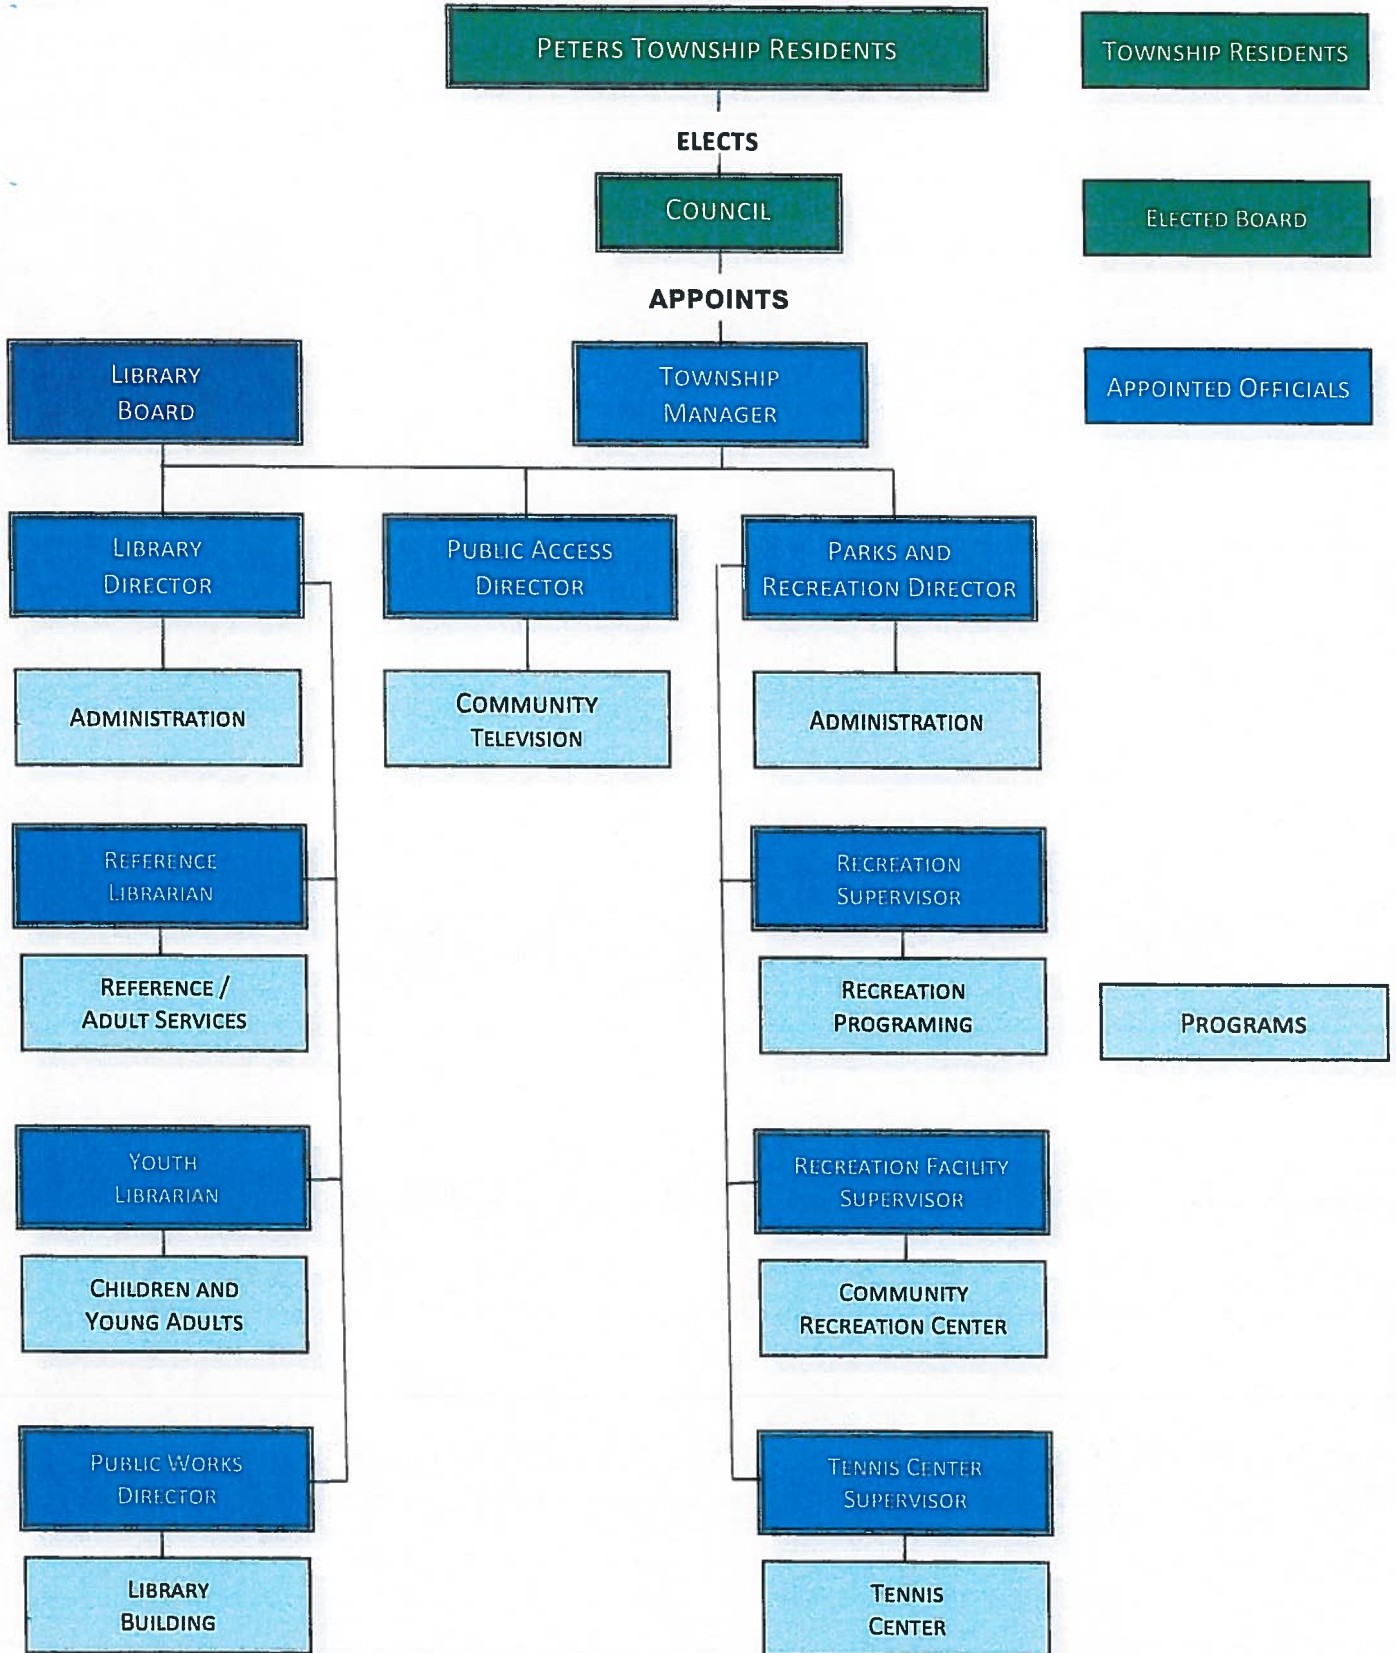 PETERS TOWNSHIP RESIDENTS
TOWNSHIP RESIDENTS
ELECTS
COUNCIL
ELECTED BOARD
APPOINTS
LIBRARY
BOARD
TOWNSHIP
MANAGER
APPOINTED OFFICIALS
LIBRARY
DIRECTOR
PUBLIC ACCESS
DIRECTOR
PARKS AND
RECREATION DIRECTOR
ADMINISTRATION
COMMUNITY
TELEVISION
ADMINISTRATION
REFERENCE
LIBRARIAN
RECREATION
SUPERVISOR
REFERENCE /
ADULT SERVICES
RECREATION
PROGRAMING
PROGRAMS
YOUTH
LIBRARIAN
RECREATION FACILITY
SUPERVISOR
CHILDREN AND
YOUNG ADULTS
COMMUNITY
RECREATION CENTER
PUBLIC WORKS
DIRECTOR
TENNIS CENTER
SUPERVISOR
LIBRARY
BUILDING
TENNIS
CENTER